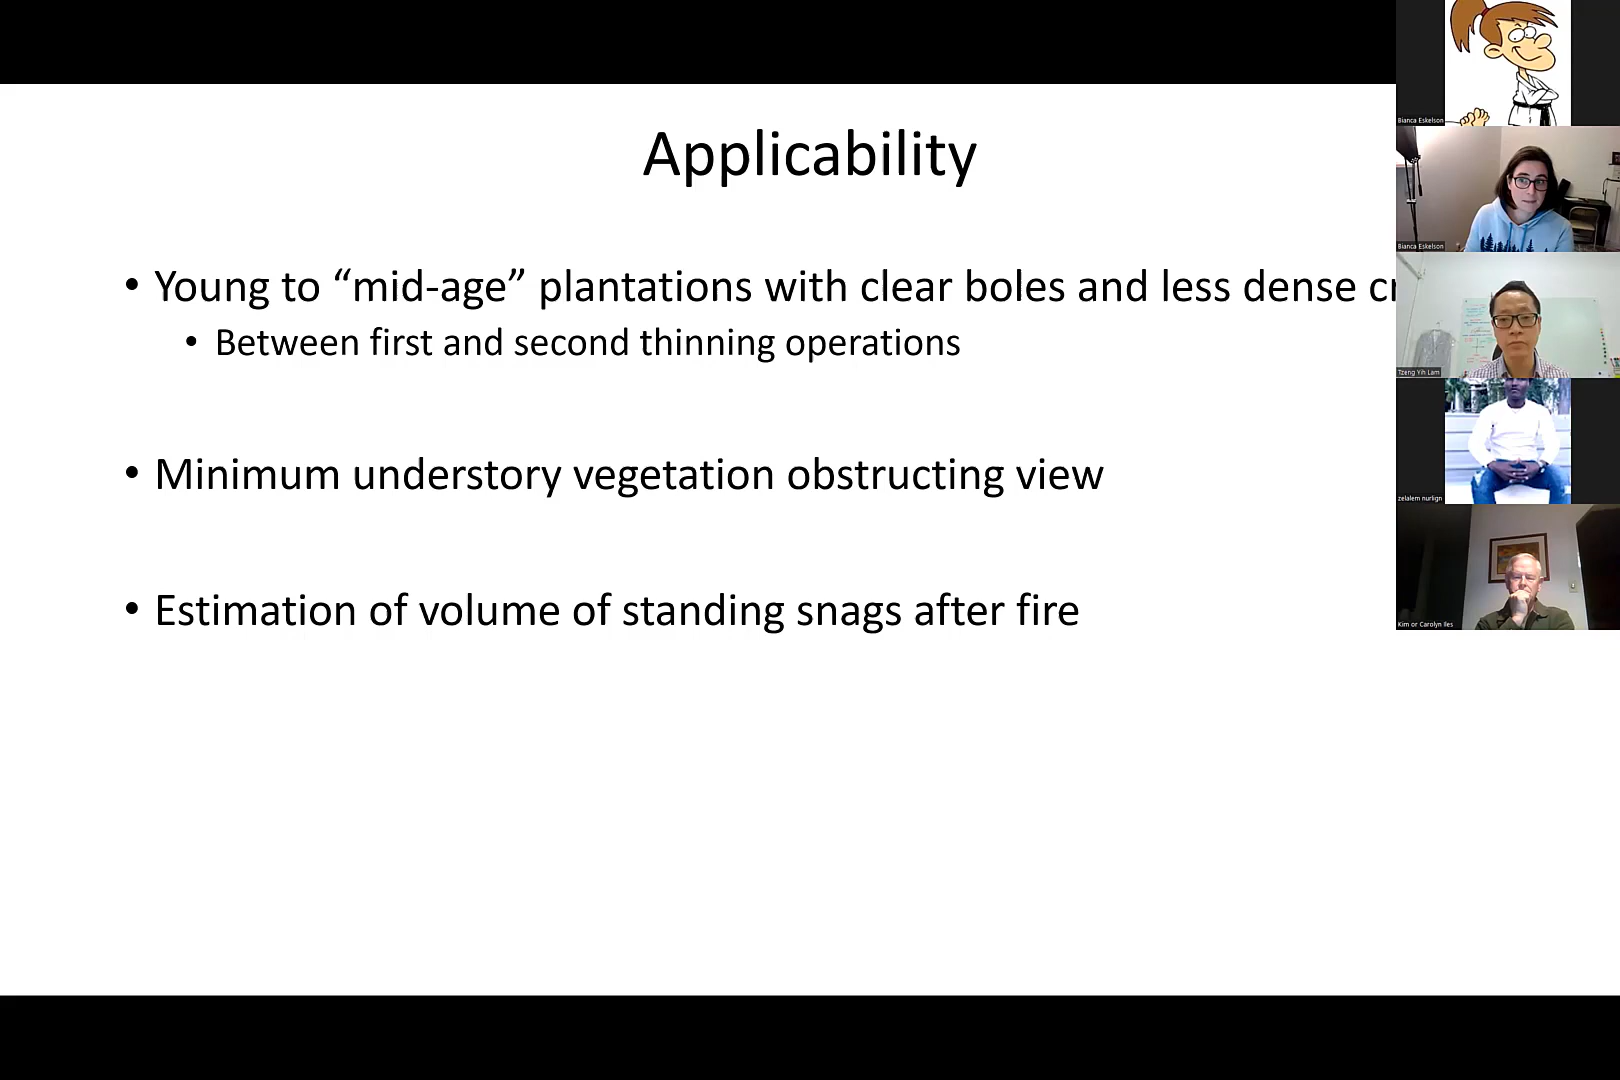 Applicability
• Young to “mid-age” plantations with clear boles and less dense cr
• Between first and second thinning operations
• Minimum understory vegetation obstructing view
• Estimation of volume of standing snags after fire
Bianca Eskelson
Bianca Eskelson
Tzeng Yih Lam
zelalem nurlign
Kim or Carolyn Iles